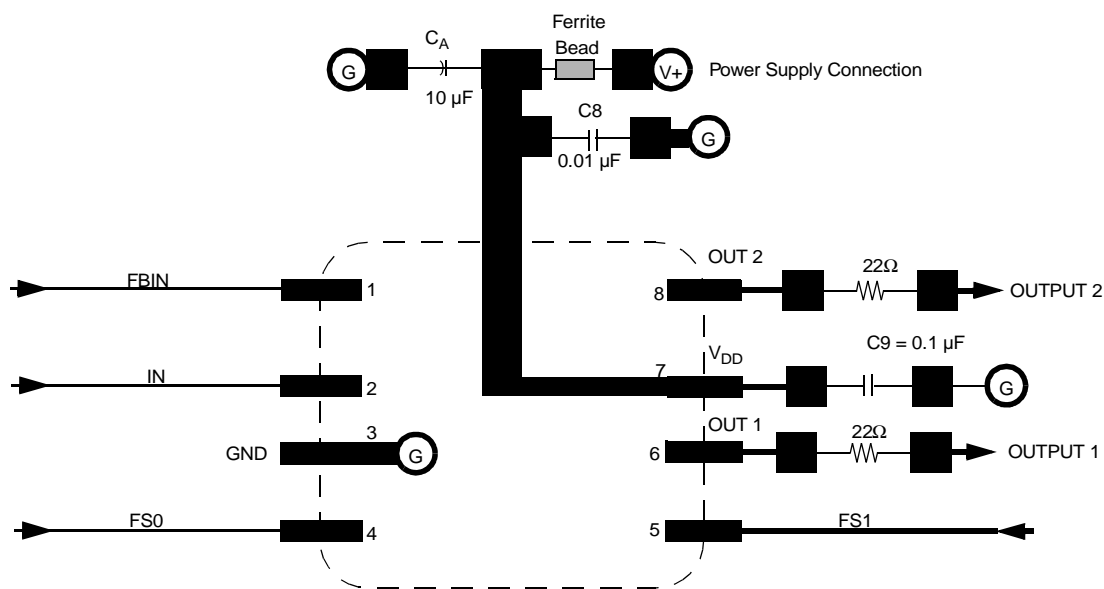 Ferrite
Bead
C_A
G
V+
Power Supply Connection
10 µF
C8
G
0.01 µF
FBIN
1
OUT 2
8
22Ω
OUTPUT 2
IN
2
V_DD
7
C9 = 0.1 µF
G
GND
3
G
OUT 1
6
22Ω
OUTPUT 1
FS0
4
5
FS1